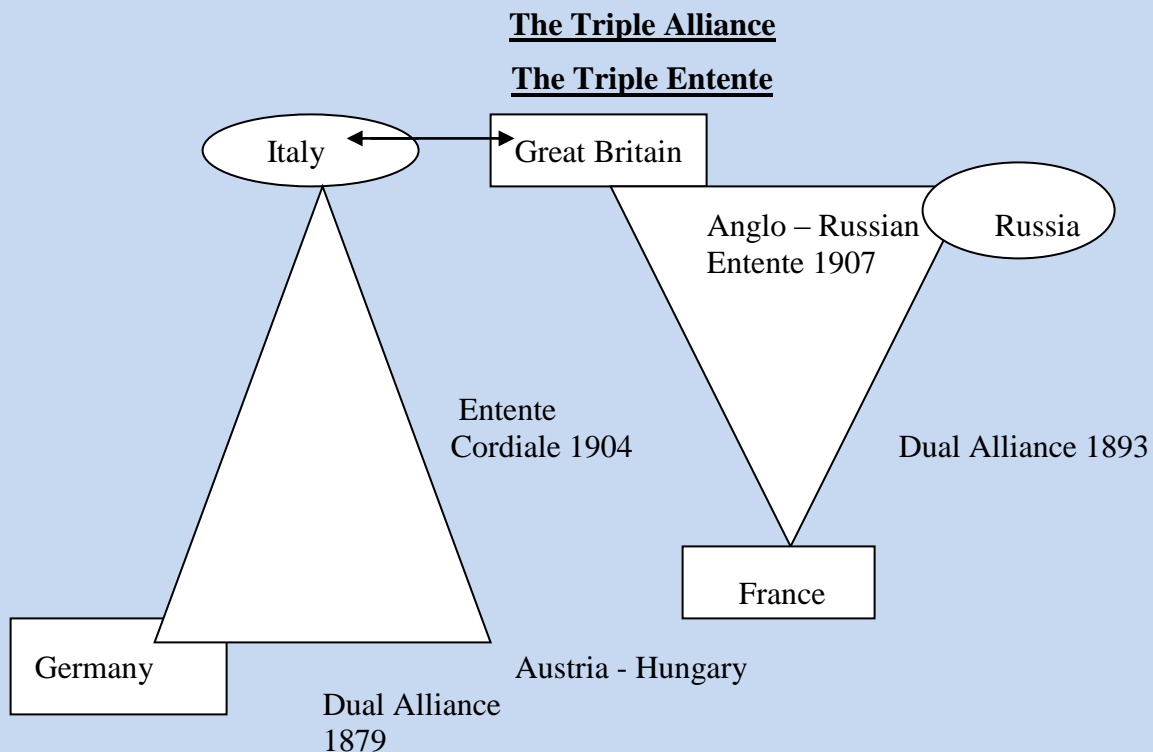 The Triple Alliance
The Triple Entente
Italy
Great Britain
Anglo – Russian
Entente 1907
Russia
Entente
Cordiale 1904
Dual Alliance 1893
France
Germany
Austria - Hungary
Dual Alliance
1879